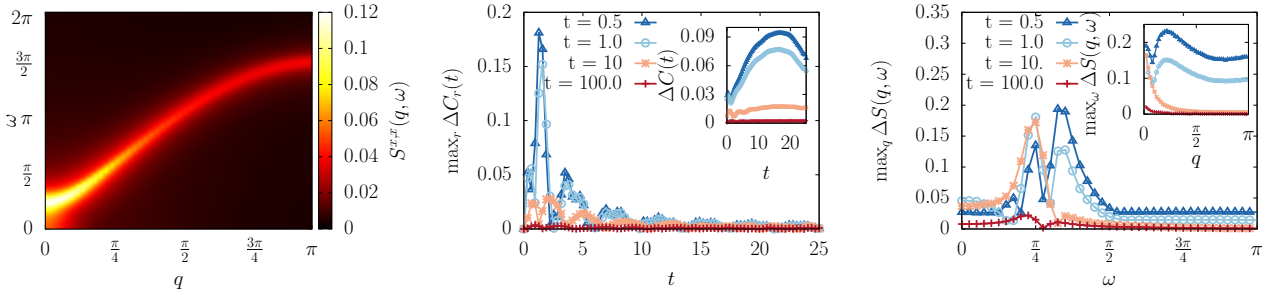 2π
3π/2
π
π/2
0
ω
0
π/4
π/2
3π/4
π
q
0.12
0.1
0.08
0.06
0.04
0.02
0
S^{x,x}(q, ω)
0.2
0.15
0.1
0.05
0
max_r ΔC_r(t)
t = 0.5
t = 1.0
t = 10
t = 100.0
0.09
0.06
0.03
0
ΔC(t)
0 10 20
t
0 5 10 15 20 25
t
0.35
0.3
0.25
0.2
0.15
0.1
0.05
0
max_q ΔS(q, ω)
t = 0.5
t = 1.0
t = 10.
t = 100.0
0.2
0.1
0
max_ω ΔS(q, ω)
0 π/2 π
q
0 π/4 π/2 3π/4 π
ω